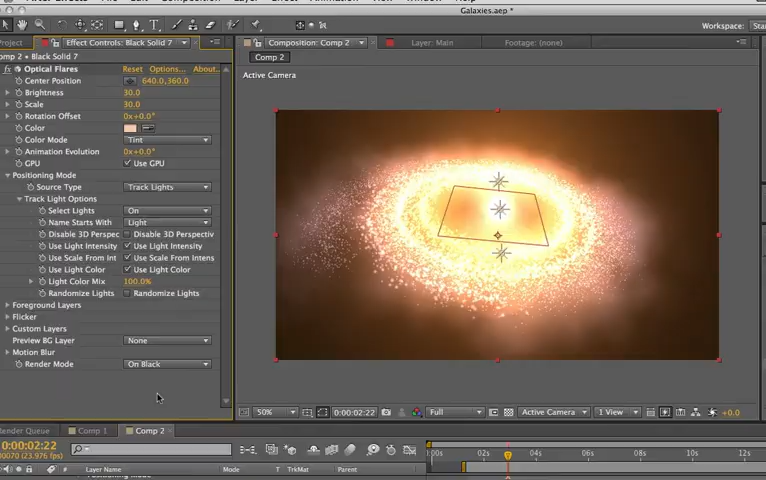 Galaxies.aep *
Workspace:
Project
Effect Controls: Black Solid 7
Composition: Comp 2
Layer: Main
Footage: (none)
omp 2 • Black Solid 7
Comp 2
Optical Flares
Reset
Options...
About...
Active Camera
Center Position
640.0,360.0
Brightness
30.0
Scale
30.0
Rotation Offset
0x+0.0°
Color
Color Mode
Tint
Animation Evolution
0x+0.0°
GPU
Use GPU
Positioning Mode
Source Type
Track Lights
Track Light Options
Select Lights
On
Name Starts With
Light
Disable 3D Perspec
Disable 3D Perspectiv
Use Light Intensity
Use Light Intensity
Use Scale From Int
Use Scale From Intens
Use Light Color
Use Light Color
Light Color Mix
100.0%
Randomize Lights
Randomize Lights
Foreground Layers
Flicker
Custom Layers
Preview BG Layer
None
Motion Blur
Render Mode
On Black
50%
0:00:02:22
Full
Active Camera
1 View
+0.0
Render Queue
Comp 1
Comp 2
0:00:02:22
00070 (23.976 fps)
#
Layer Name
Mode
T
TrkMat
Parent
:00s
02s
04s
06s
08s
10s
12s